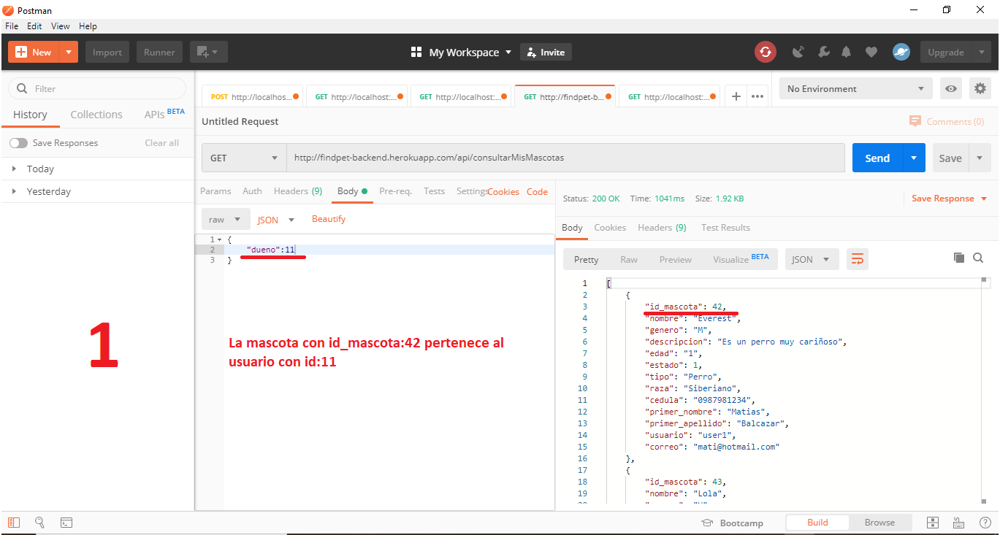 Postman
File Edit View Help
New Import Runner My Workspace Invite Upgrade
Filter
History Collections APIs BETA
Save Responses Clear all
Today
Yesterday
POST http://localhos... GET http://localhost:... GET http://localhost:... GET http://findpet-b... GET http://localhost:... + •••
No Environment
Untitled Request Comments (0)
GET http://findpet-backend.herokuapp.com/api/consultarMisMascotas Send Save
Params Auth Headers (9) Body Pre-req. Tests Settings Cookies Code
raw JSON Beautify
1 {
2 "dueno":11
3 }
1
La mascota con id_mascota:42 pertenece al
usuario con id:11
Status: 200 OK Time: 1041ms Size: 1.92 KB Save Response
Body Cookies Headers (9) Test Results
Pretty Raw Preview Visualize BETA JSON
1 [
2 {
3 "id_mascota": 42,
4 "nombre": "Everest",
5 "genero": "M",
6 "descripcion": "Es un perro muy cariñoso",
7 "edad": "1",
8 "estado": 1,
9 "tipo": "Perro",
10 "raza": "Siberiano",
11 "cedula": "0987981234",
12 "primer_nombre": "Matias",
13 "primer_apellido": "Balcazar",
14 "usuario": "user1",
15 "correo": "mati@hotmail.com"
16 },
17 {
18 "id_mascota": 43,
19 "nombre": "Lola",
Bootcamp Build Browse